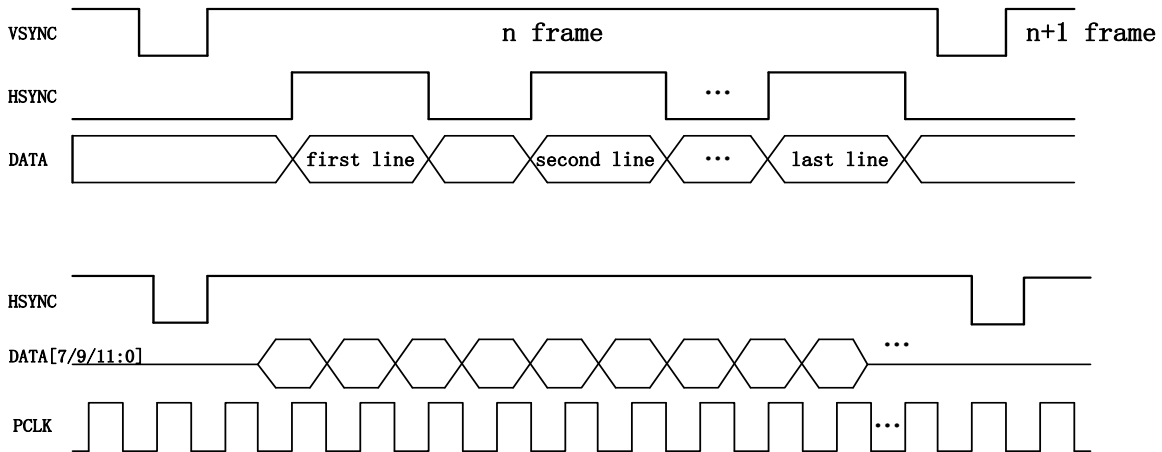 VSYNC n frame n+1 frame
HSYNC ...
DATA first line second line ... last line
HSYNC
DATA[7/9/11:0] ...
PCLK ...